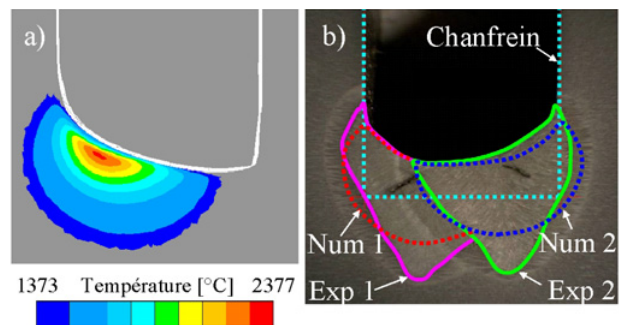 a)
1373 Température [°C] 2377
b)
Chanfrein
Num 1
Num 2
Exp 1
Exp 2